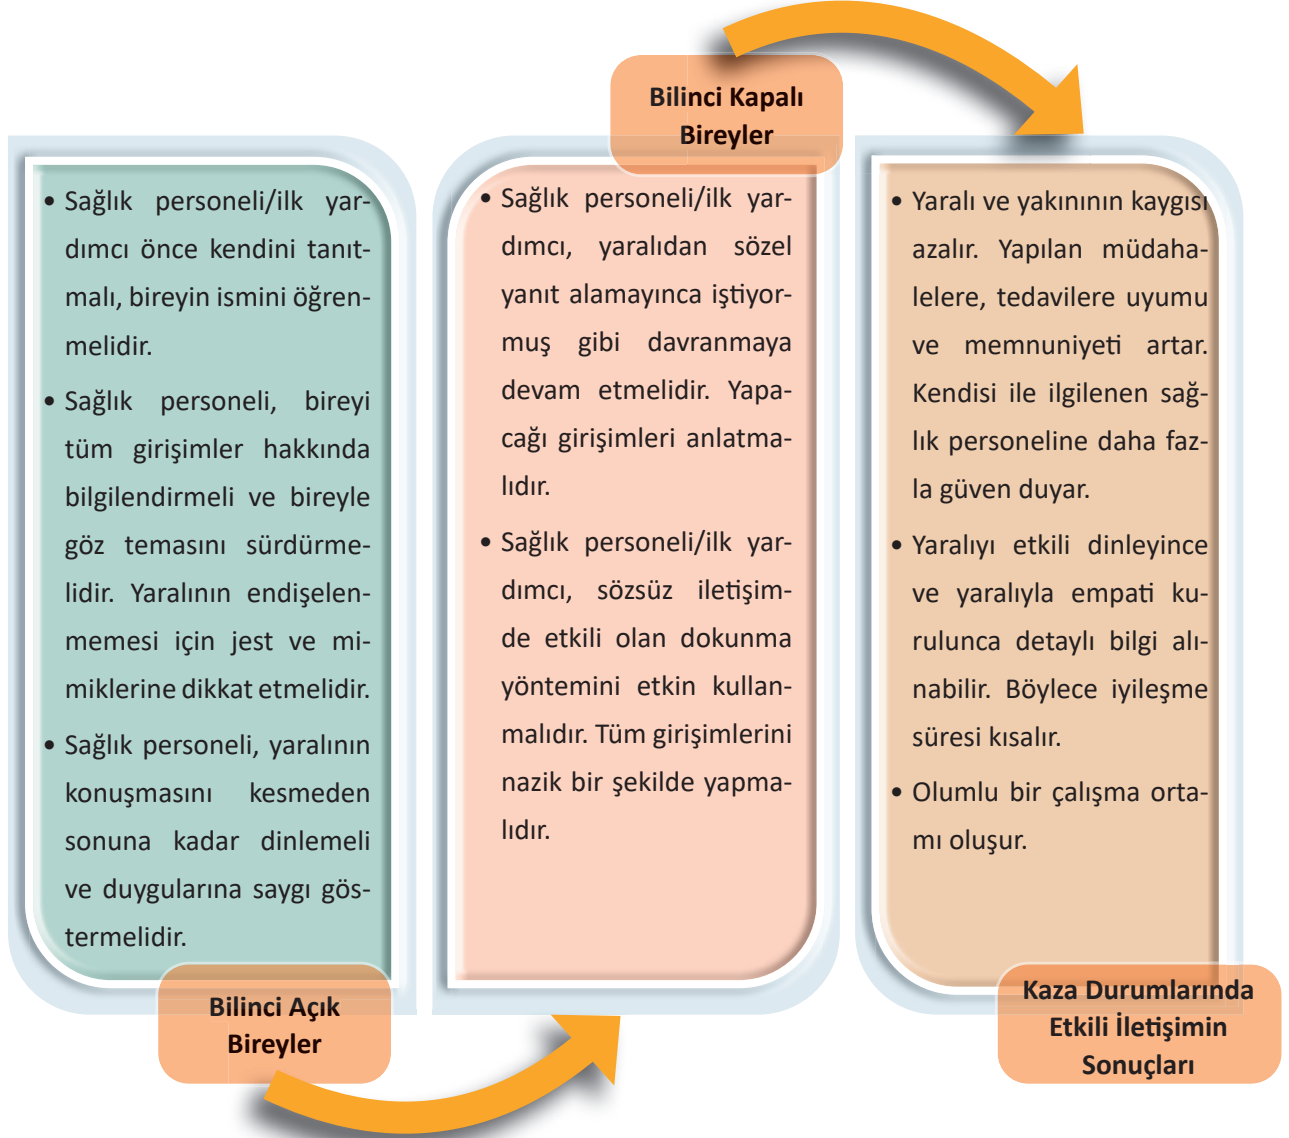 • Sağlık personeli/ilk yar-
dımcı önce kendini tanıt-
malı, bireyin ismini öğren-
melidir.
• Sağlık personeli, bireyi
tüm girişimler hakkında
bilgilendirmeli ve bireyle
göz temasını sürdürme-
lidir. Yaralının endişelen-
memesi için jest ve mi-
miklerine dikkat etmelidir.
• Sağlık personeli, yaralının
konuşmasını kesmeden
sonuna kadar dinlemeli
ve duygularına saygı gös-
termelidir.
Bilinci Açık
Bireyler
Bilinci Kapalı
Bireyler
• Sağlık personeli/ilk yar-
dımcı, yaralıdan sözel
yanıt alamayınca iştiyor-
muş gibi davranmaya
devam etmelidir. Yapa-
cağı girişimleri anlatma-
lıdır.
• Sağlık personeli/ilk yar-
dımcı, sözsüz iletişim-
de etkili olan dokunma
yöntemini etkin kullan-
malıdır. Tüm girişimlerini
nazik bir şekilde yapma-
lıdır.
• Yaralı ve yakınının kaygısı
azalır. Yapılan müdaha-
lelere, tedavilere uyumu
ve memnuniyeti artar.
Kendisi ile ilgilenen sağ-
lık personeline daha faz-
la güven duyar.
• Yaralıyı etkili dinleyince
ve yaralıyla empati ku-
rulunca detaylı bilgi alı-
nabilir. Böylece iyileşme
süresi kısalır.
• Olumlu bir çalışma orta-
mı oluşur.
Kaza Durumlarında
Etkili İletişimin
Sonuçları